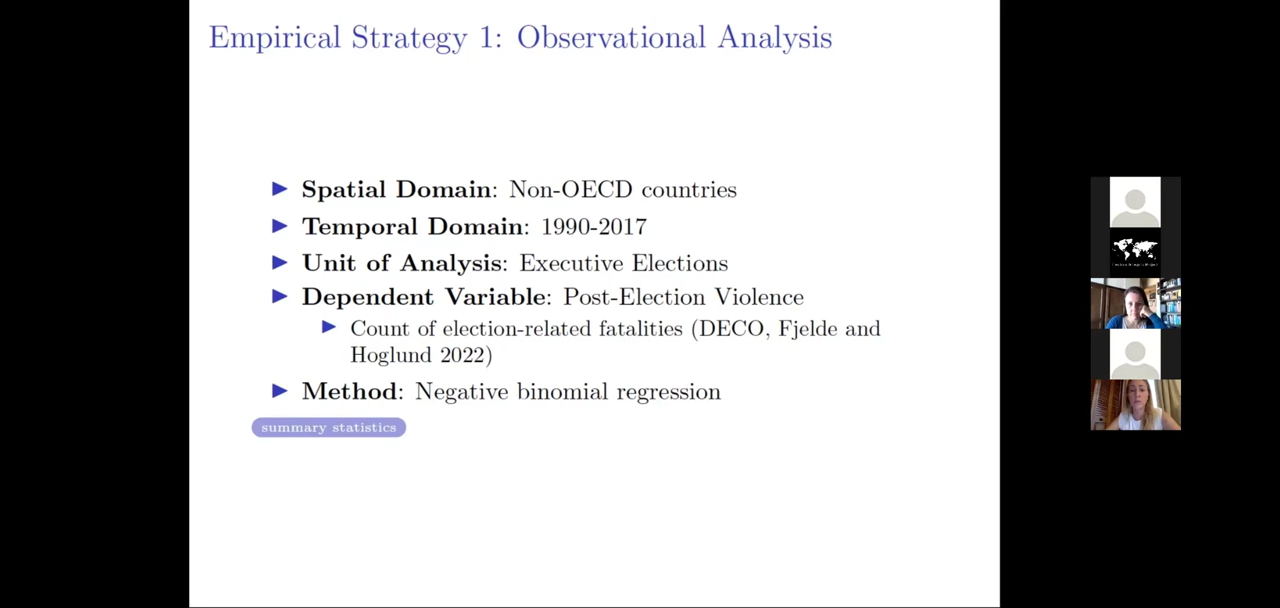 Empirical Strategy 1: Observational Analysis
▶ Spatial Domain: Non-OECD countries
▶ Temporal Domain: 1990-2017
▶ Unit of Analysis: Executive Elections
▶ Dependent Variable: Post-Election Violence
▶ Count of election-related fatalities (DECO, Fjelde and
Hoglund 2022)
▶ Method: Negative binomial regression
summary statistics